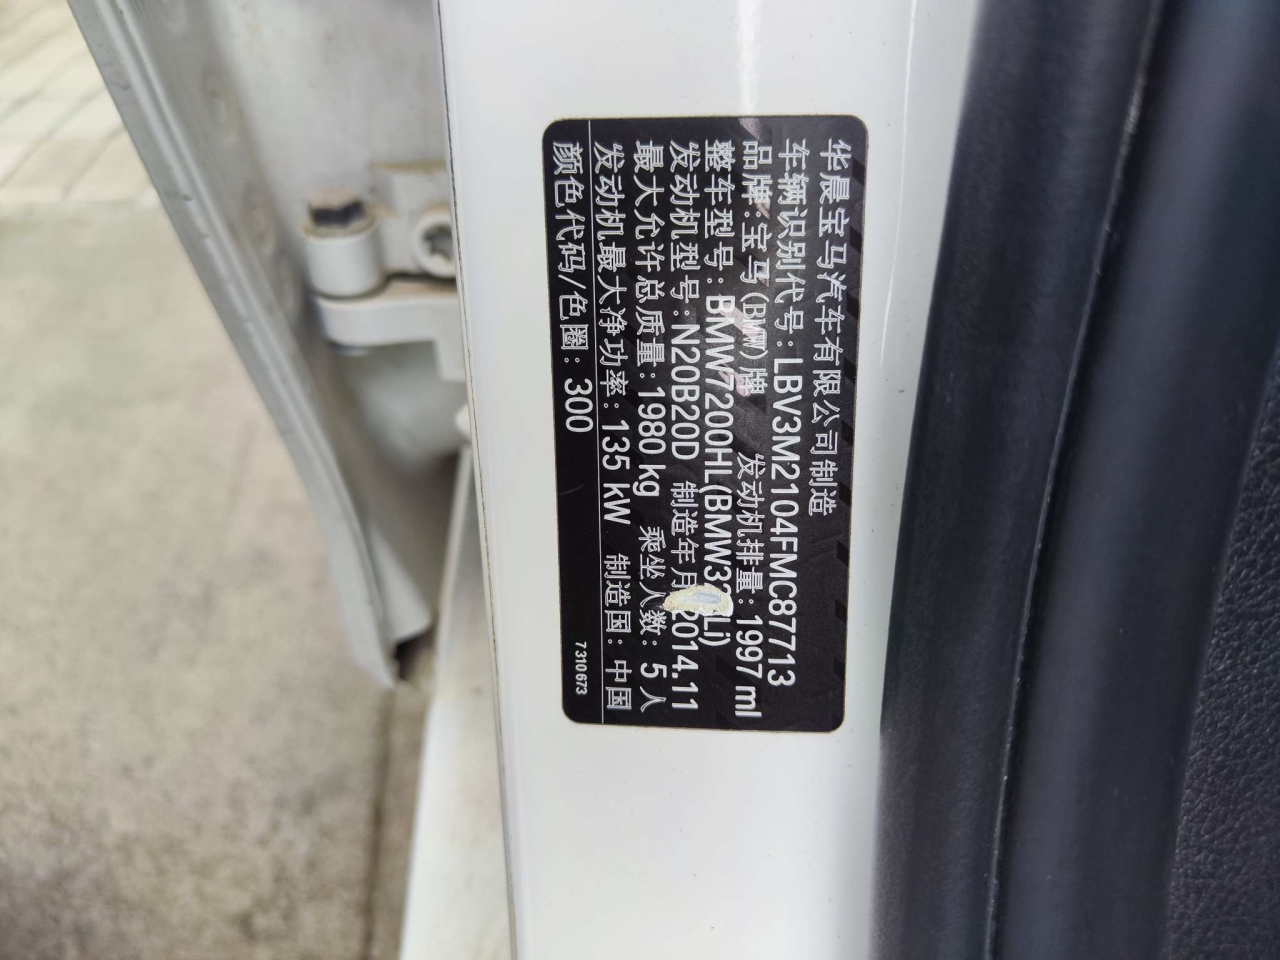 华晨宝马汽车有限公司制造
车辆识别代号：LBV3M2104FMC87713
品牌：宝马(BMW)牌 发动机排量：1997 ml
整车型号：BMW7200HL(BMW32 Li)
发动机型号：N20B20D 制造年月 2014.11
最大允许总质量：1980 kg 乘坐人数：5 人
发动机最大净功率：135 kW 制造国：中国
颜色代码/色圈：300
7310673